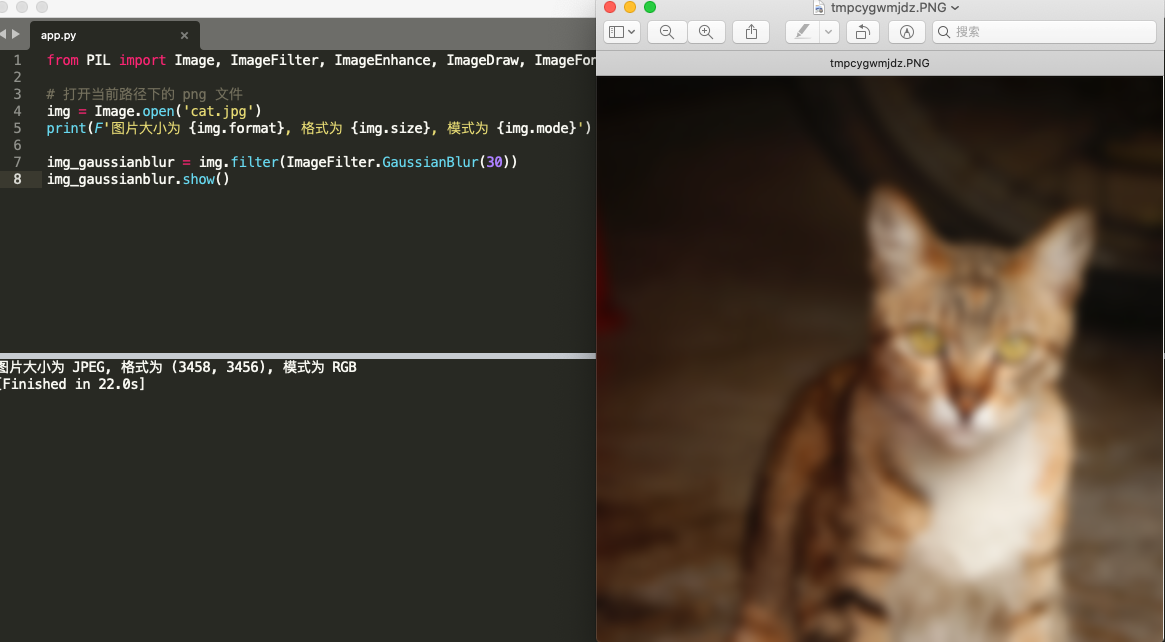 app.py
1 from PIL import Image, ImageFilter, ImageEnhance, ImageDraw, ImageFon
2
3 # 打开当前路径下的 png 文件
4 img = Image.open('cat.jpg')
5 print(F'图片大小为 {img.format}, 格式为 {img.size}, 模式为 {img.mode}')
6
7 img_gaussianblur = img.filter(ImageFilter.GaussianBlur(30))
8 img_gaussianblur.show()
图片大小为 JPEG, 格式为 (3458, 3456), 模式为 RGB
[Finished in 22.0s]
tmpcygwmjdz.PNG
搜索
tmpcygwmjdz.PNG